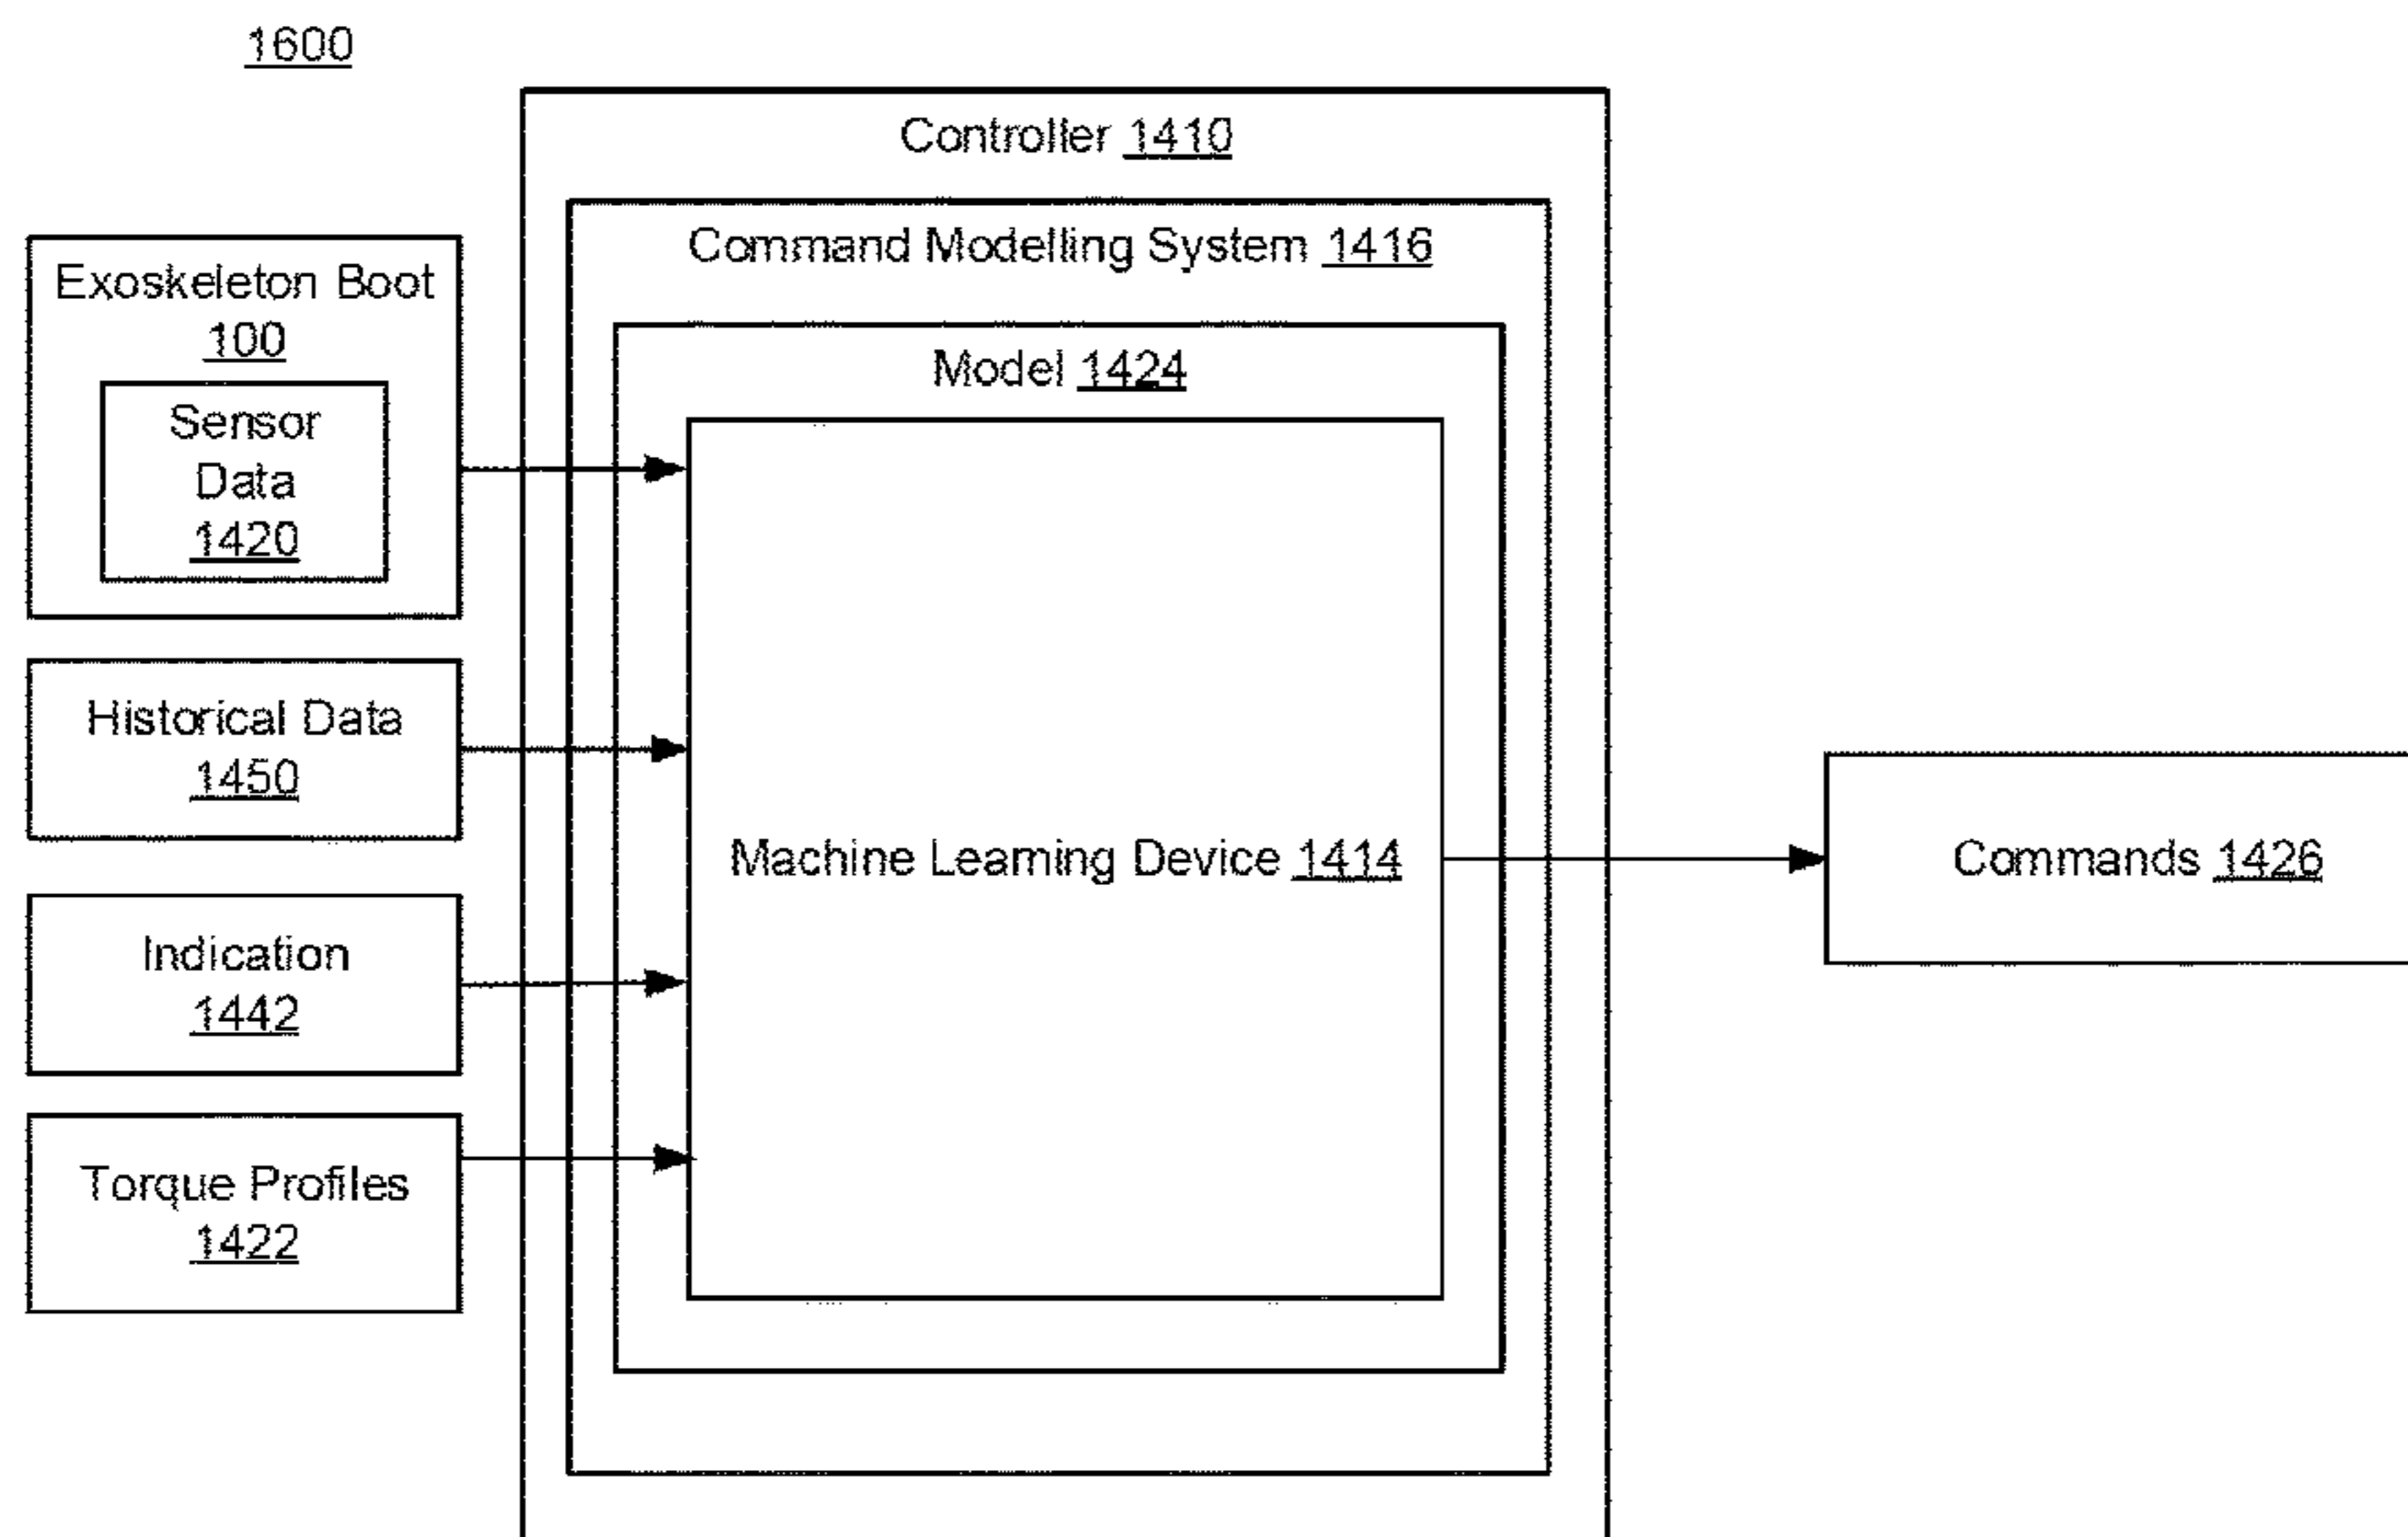 1600
Controller 1410
Command Modelling System 1416
Exoskeleton Boot
100
Model 1424
Sensor
Data
1420
Historical Data
1450
Machine Learning Device 1414
Commands 1426
Indication
1442
Torque Profiles
1422